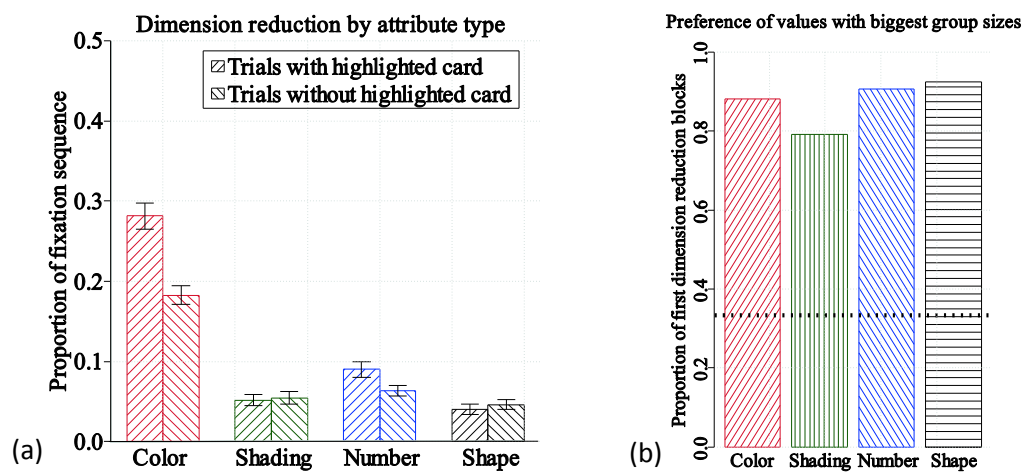 Dimension reduction by attribute type
Proportion of fixation sequence
0.5
0.4
0.3
0.2
0.1
0.0
Trials with highlighted card
Trials without highlighted card
Color Shading Number Shape
(a)
Preference of values with biggest group sizes
Proportion of first dimension reduction blocks
1.0
0.8
0.6
0.4
0.2
0.0
Color Shading Number Shape
(b)